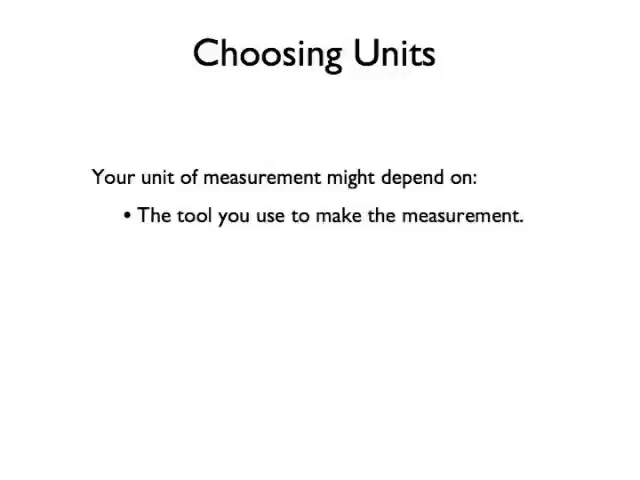 Choosing Units
Your unit of measurement might depend on:
• The tool you use to make the measurement.